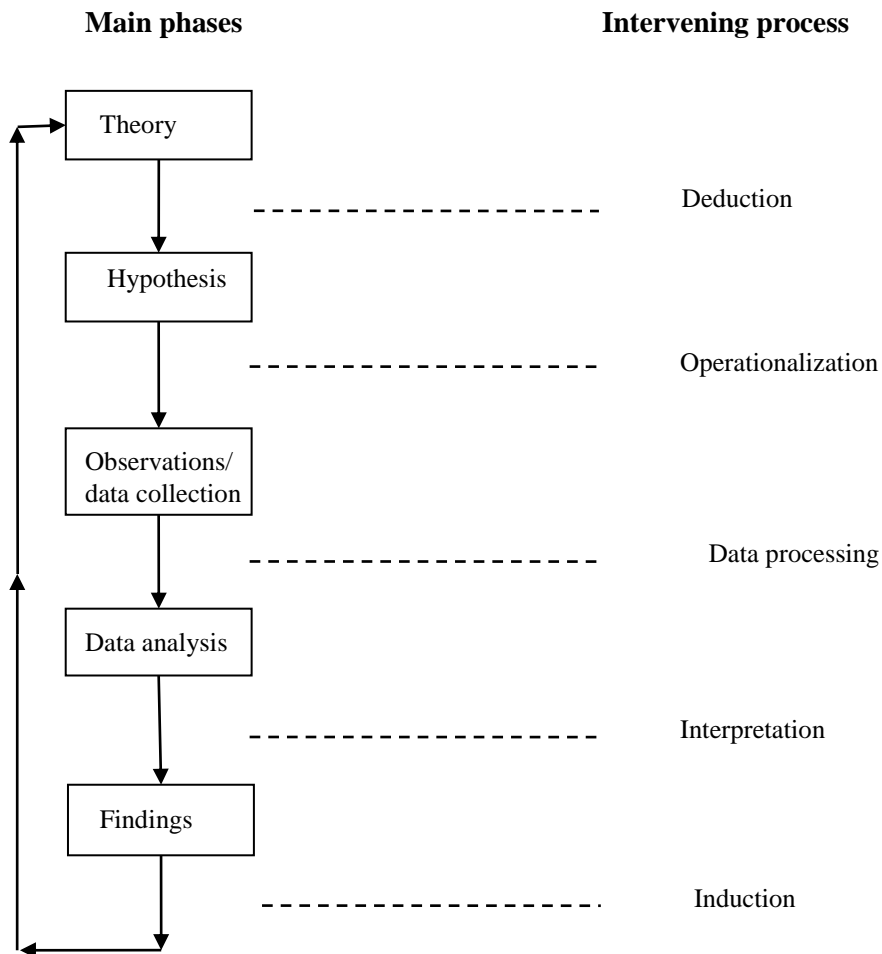 Main phases
Intervening process
Theory
Deduction
Hypothesis
Operationalization
Observations/
data collection
Data processing
Data analysis
Interpretation
Findings
Induction